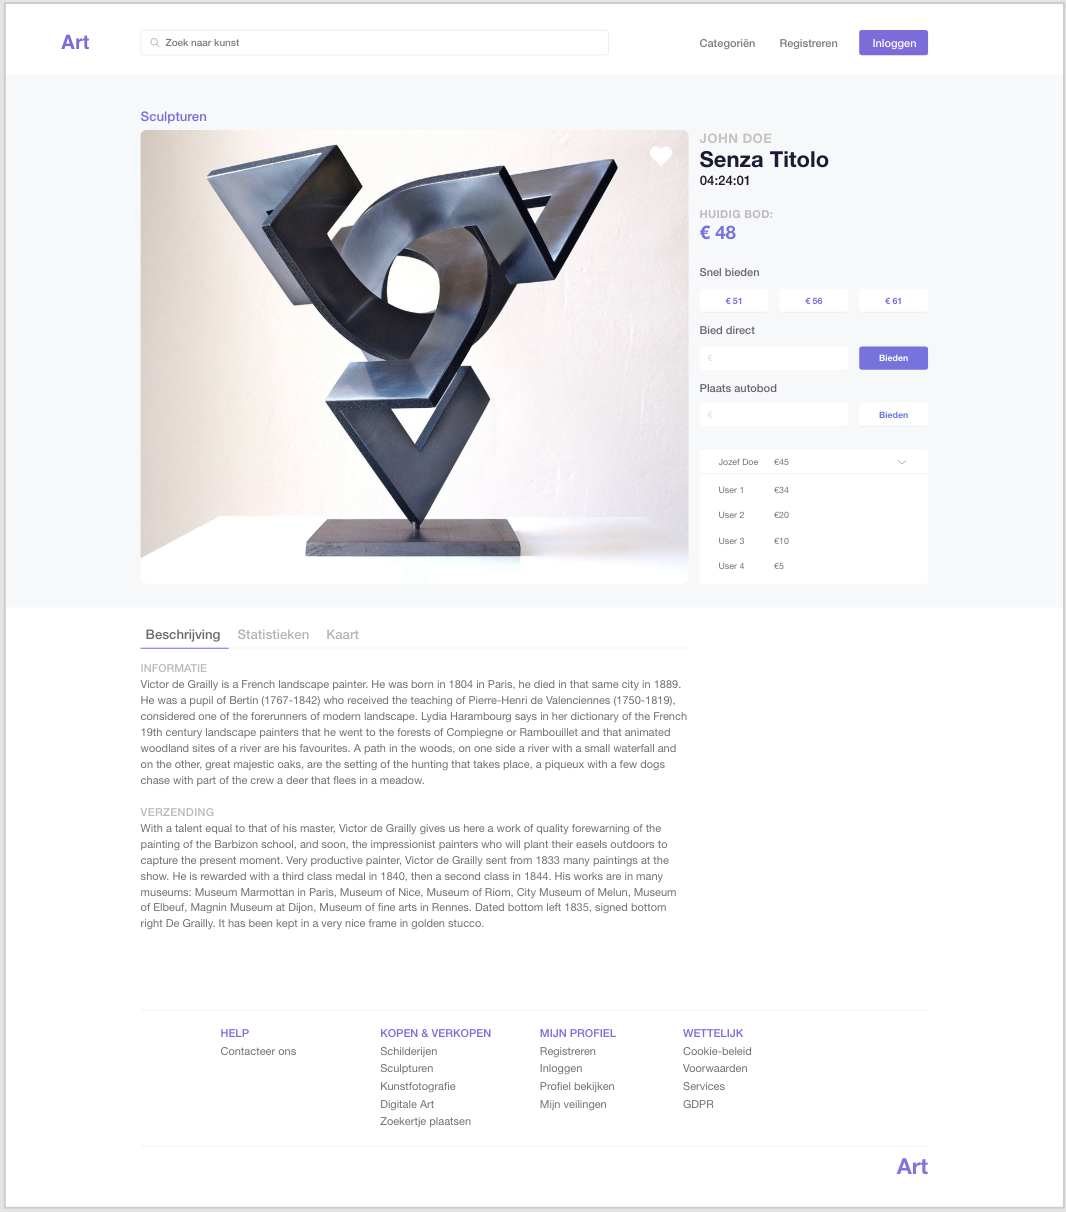 Art
Zoek naar kunst
Categoriën
Registreren
Inloggen
Sculpturen
JOHN DOE
Senza Titolo
04:24:01
HUIDIG BOD:
€ 48
Snel bieden
€ 51
€ 56
€ 61
Bied direct
€
Bieden
Plaats autobod
€
Bieden
Jozef Doe €45
User 1 €34
User 2 €20
User 3 €10
User 4 €5
Beschrijving
Statistieken
Kaart
INFORMATIE
Victor de Grailly is a French landscape painter. He was born in 1804 in Paris, he died in that same city in 1889.
He was a pupil of Bertin (1767-1842) who received the teaching of Pierre-Henri de Valenciennes (1750-1819),
considered one of the forerunners of modern landscape. Lydia Harambourg says in her dictionary of the French
19th century landscape painters that he went to the forests of Compiegne or Rambouillet and that animated
woodland sites of a river are his favourites. A path in the woods, on one side a river with a small waterfall and
on the other, great majestic oaks, are the setting of the hunting that takes place, a piqueux with a few dogs
chase with part of the crew a deer that flees in a meadow.
VERZENDING
With a talent equal to that of his master, Victor de Grailly gives us here a work of quality forewarning of the
painting of the Barbizon school, and soon, the impressionist painters who will plant their easels outdoors to
capture the present moment. Very productive painter, Victor de Grailly sent from 1833 many paintings at the
show. He is rewarded with a third class medal in 1840, then a second class in 1844. His works are in many
museums: Museum Marmottan in Paris, Museum of Nice, Museum of Riom, City Museum of Melun, Museum
of Elbeuf, Magnin Museum at Dijon, Museum of fine arts in Rennes. Dated bottom left 1835, signed bottom
right De Grailly. It has been kept in a very nice frame in golden stucco.
HELP
Contacteer ons
KOPEN & VERKOPEN
Schilderijen
Sculpturen
Kunstfotografie
Digitale Art
Zoekertje plaatsen
MIJN PROFIEL
Registreren
Inloggen
Profiel bekijken
Mijn veilingen
WETTELIJK
Cookie-beleid
Voorwaarden
Services
GDPR
Art